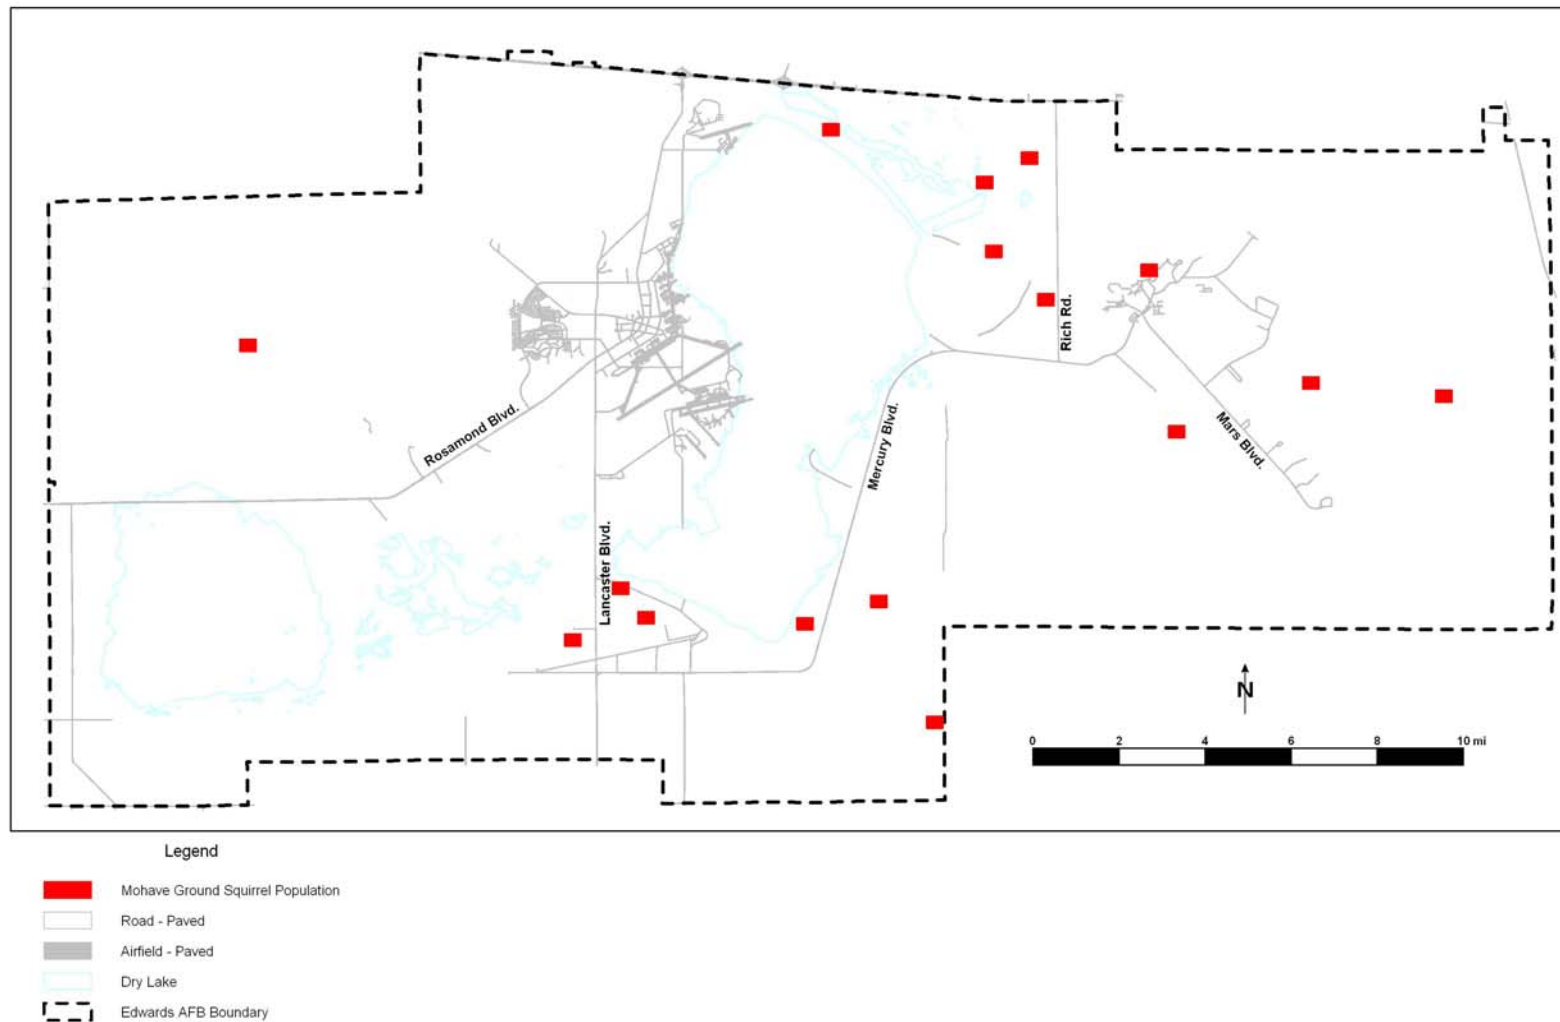 Rich Rd.
Rosamond Blvd.
Mercury Blvd.
Mars Blvd.
Lancaster Blvd.
N
0 2 4 6 8 10 mi
Legend
Mohave Ground Squirrel Population
Road - Paved
Airfield - Paved
Dry Lake
Edwards AFB Boundary